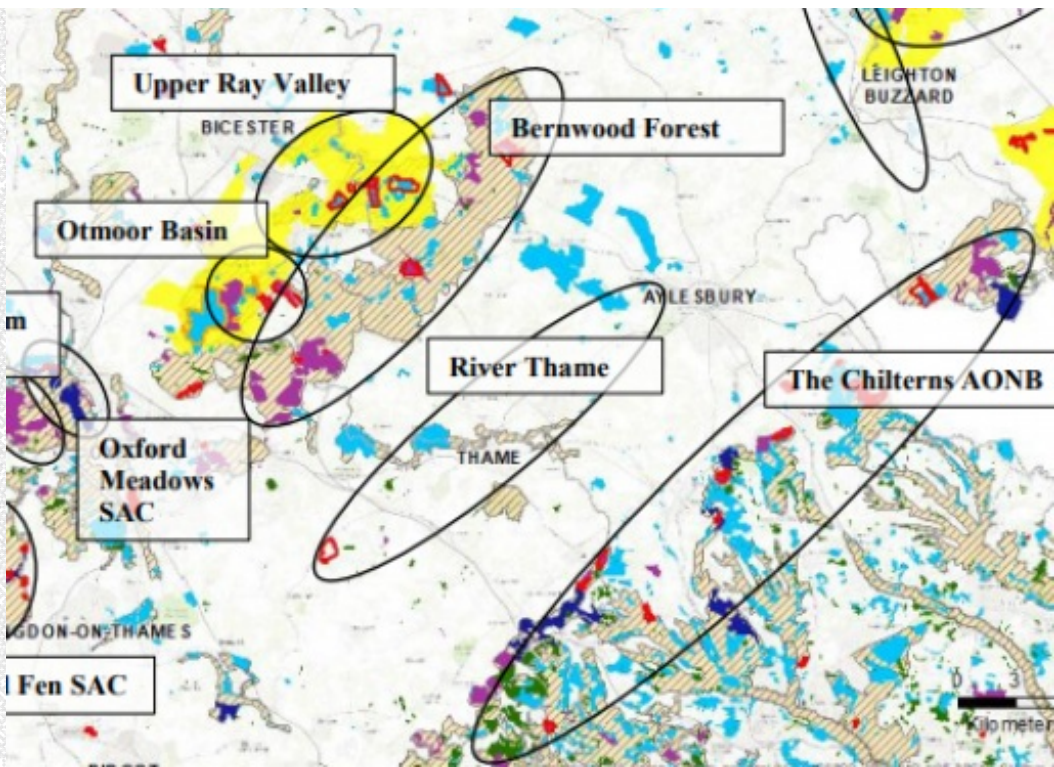 LEIGHTON
BUZZARD
Upper Ray Valley
BICESTER
Bernwood Forest
Otmoor Basin
AYLESBURY
m
River Thame
The Chilterns AONB
Oxford
Meadows
SAC
THAME
NGDON-ON-THAMES
l Fen SAC
0 3
Kilometer